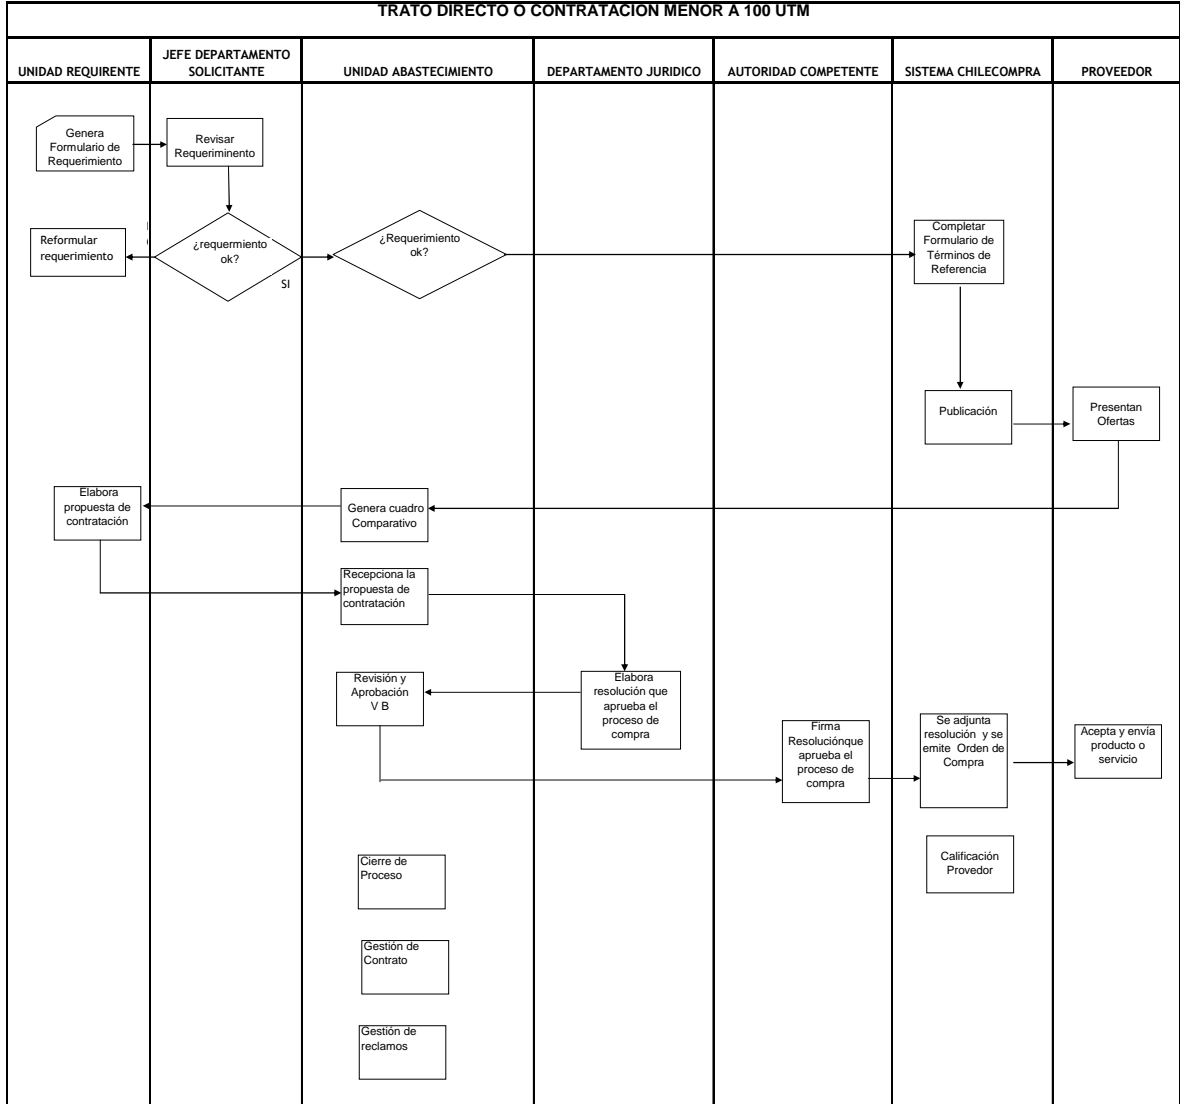 TRATO DIRECTO O CONTRATACION MENOR A 100 UTM
UNIDAD REQUIRENTE
JEFE DEPARTAMENTO
SOLICITANTE
UNIDAD ABASTECIMIENTO
DEPARTAMENTO JURIDICO
AUTORIDAD COMPETENTE
SISTEMA CHILECOMPRA
PROVEEDOR
Genera
Formulario de
Requerimiento
Revisar
Requeriminento
Reformular
requerimiento
¿requermiento
ok?
SI
¿Requerimiento
ok?
Completar
Formulario de
Términos de
Referencia
Publicación
Presentan
Ofertas
Elabora
propuesta de
contratación
Genera cuadro
Comparativo
Recepciona la
propuesta de
contratación
Revisión y
Aprobación
V B
Elabora
resolución que
aprueba el
proceso de
compra
Firma
Resoluciónque
aprueba el
proceso de
compra
Se adjunta
resolución y se
emite Orden de
Compra
Acepta y envía
producto o
servicio
Cierre de
Proceso
Calificación
Provedor
Gestión de
Contrato
Gestión de
reclamos